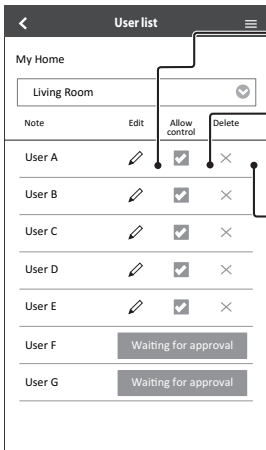 User list
My Home
Living Room
Note Edit Allow control Delete
User A
User B
User C
User D
User E
User F Waiting for approval
User G Waiting for approval